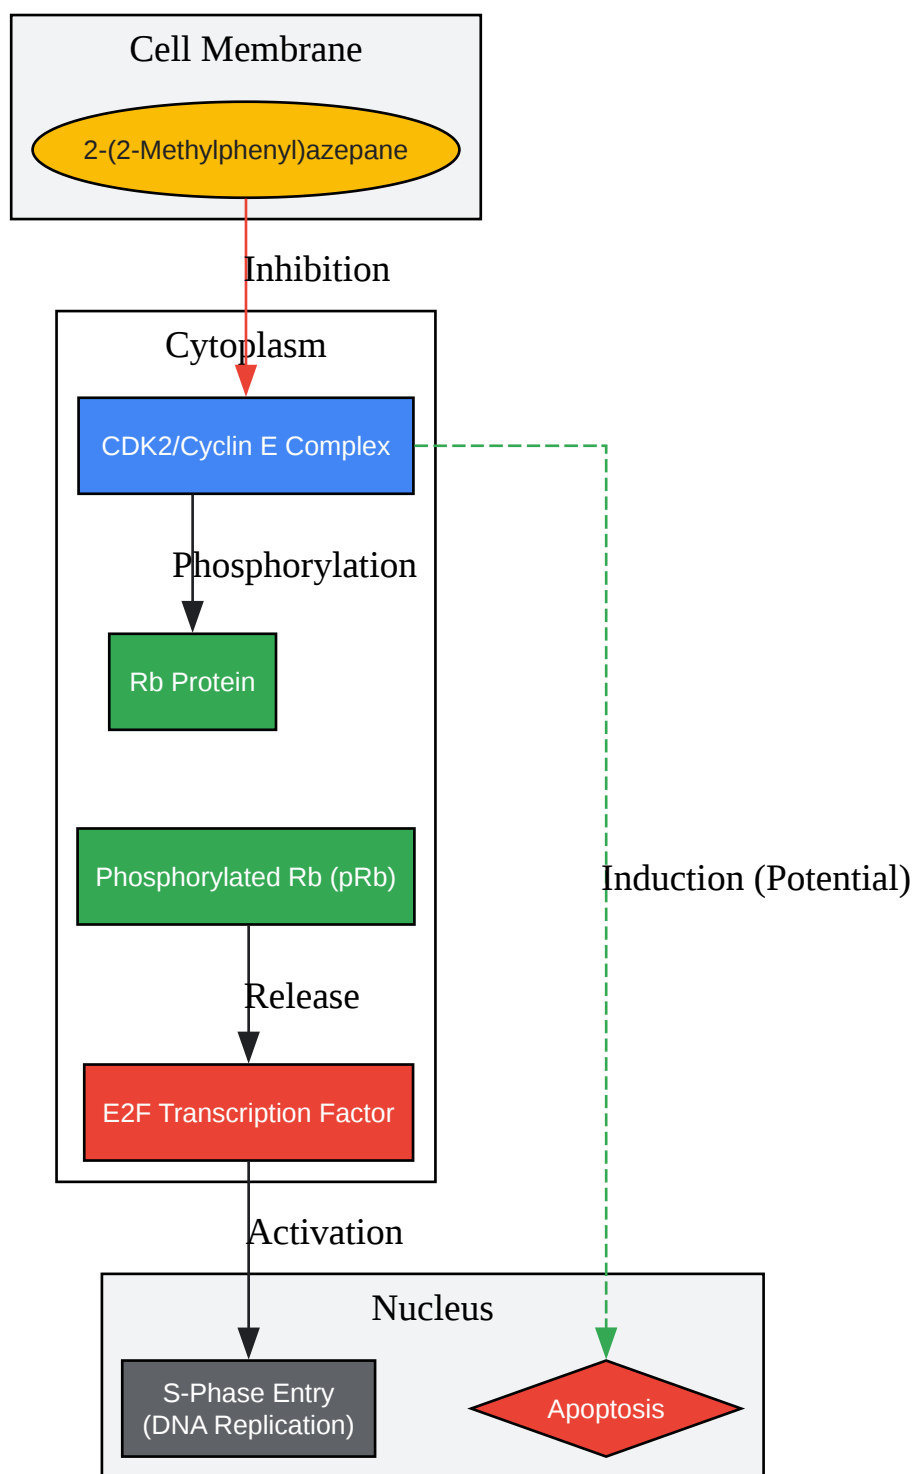 Cell Membrane
2-(2-Methylphenyl)azepane
Inhibition
Cytoplasm
CDK2/Cyclin E Complex
Phosphorylation
Rb Protein
Phosphorylated Rb (pRb)
Induction (Potential)
Release
E2F Transcription Factor
Activation
Nucleus
S-Phase Entry
(DNA Replication)
Apoptosis